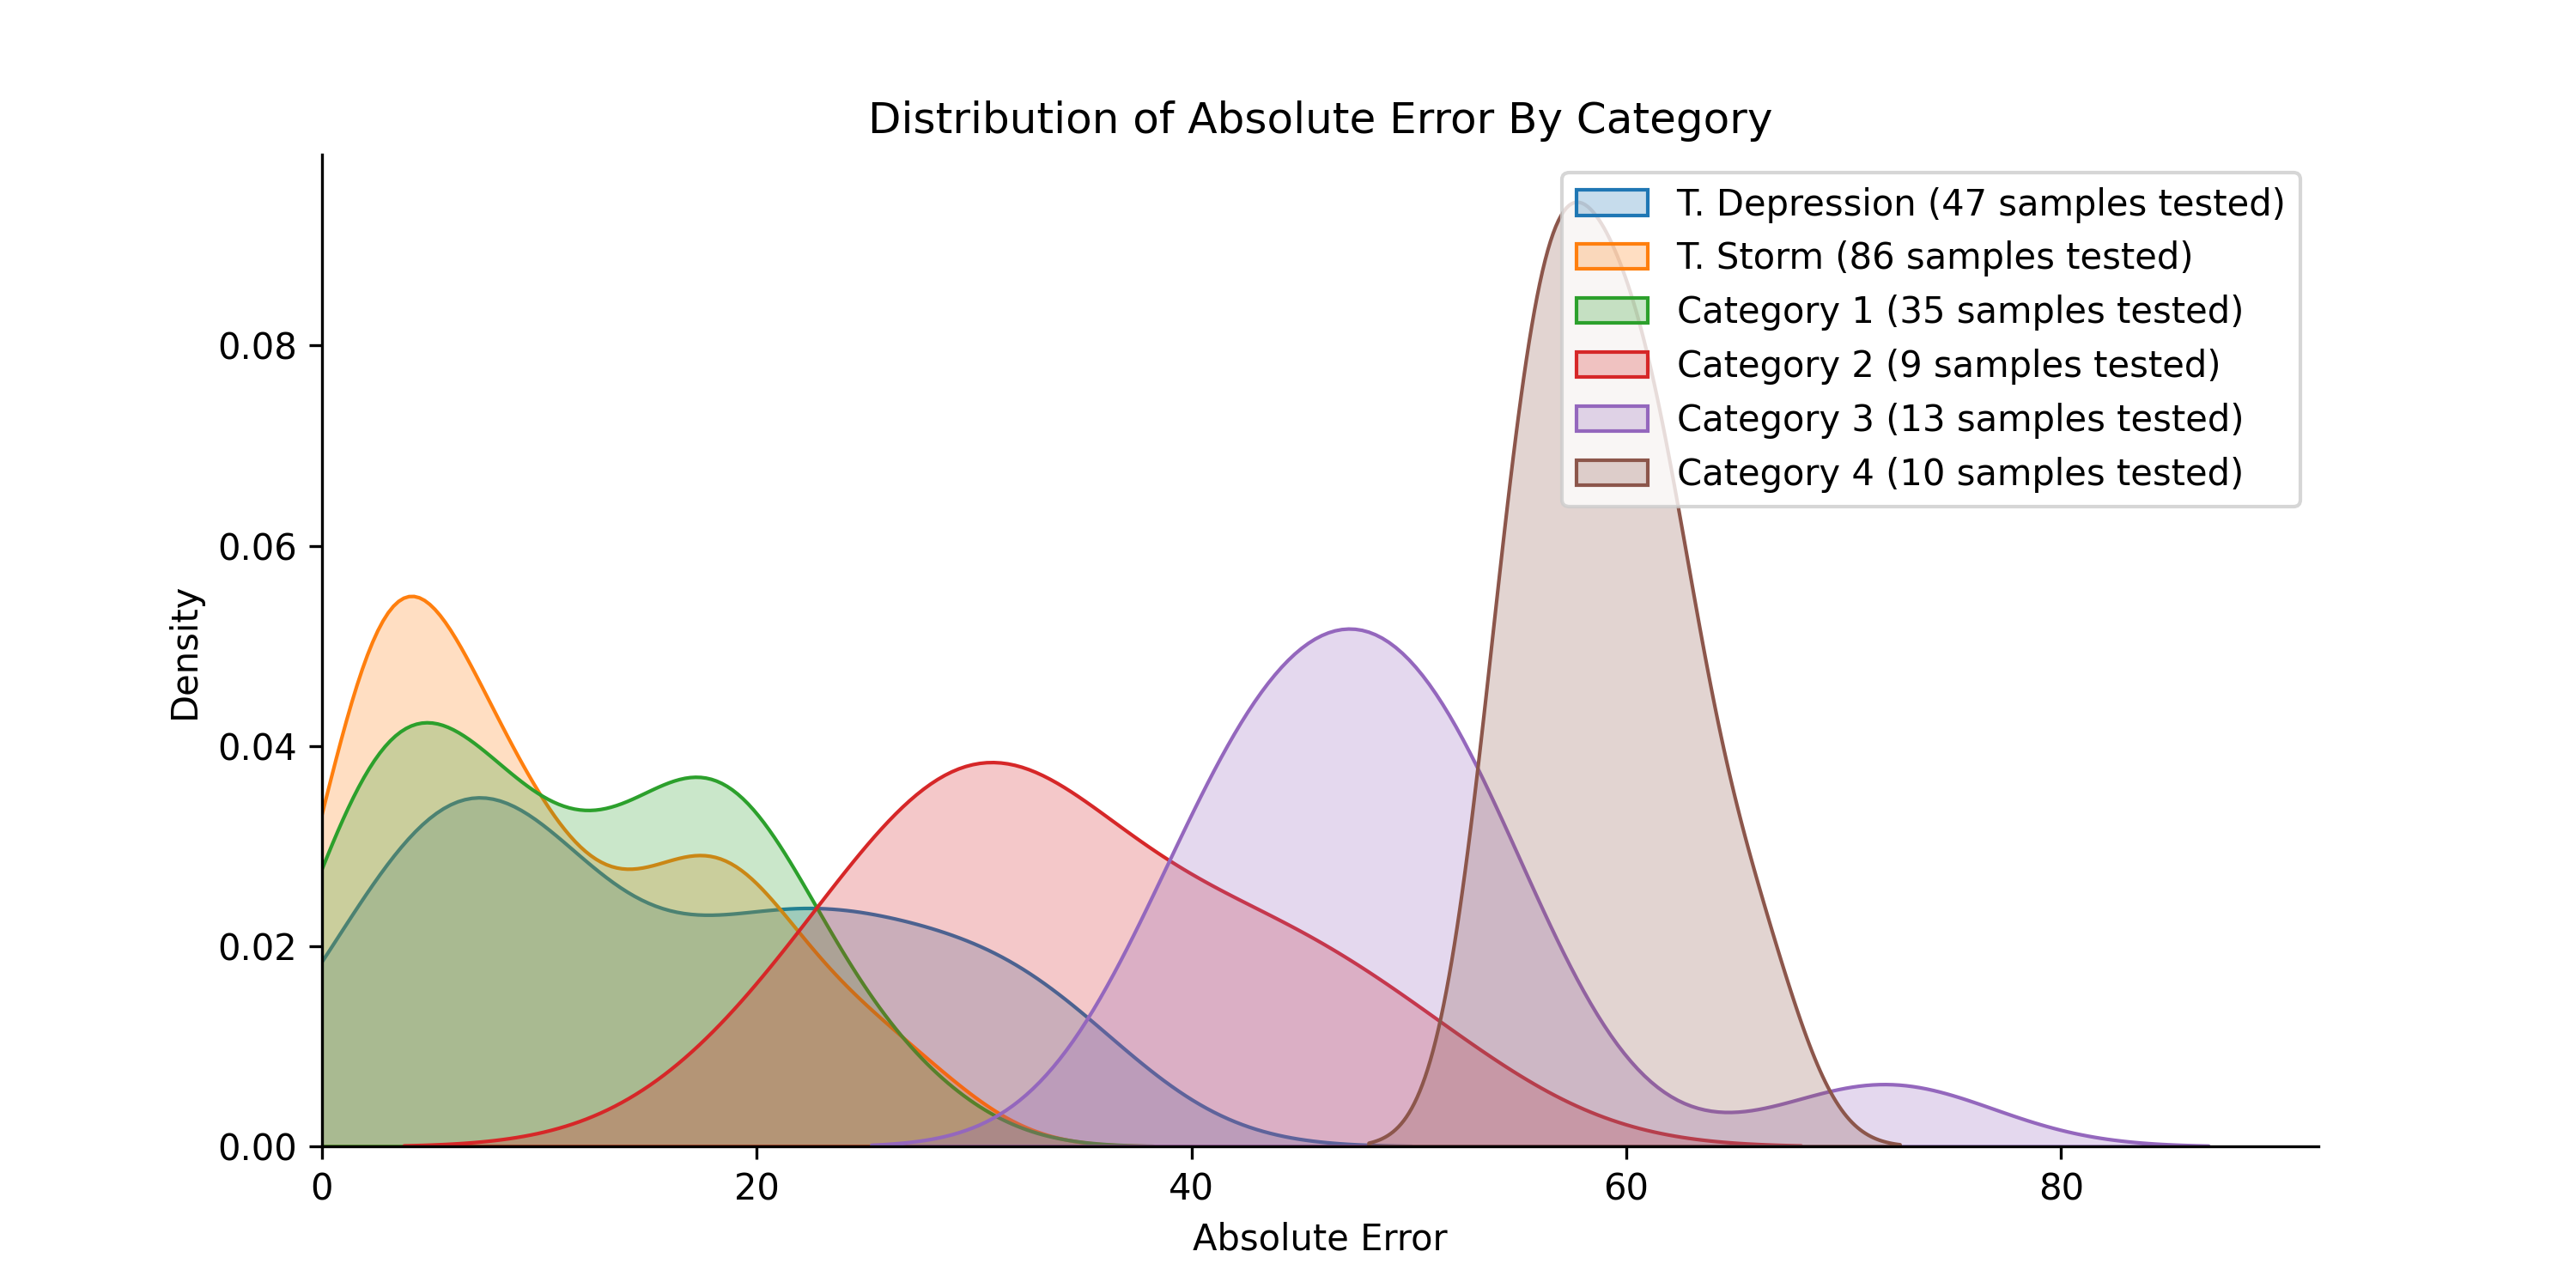 Distribution of Absolute Error By Category
T. Depression (47 samples tested)
T. Storm (86 samples tested)
Category 1 (35 samples tested)
Category 2 (9 samples tested)
Category 3 (13 samples tested)
Category 4 (10 samples tested)
Density
0.08
0.06
0.04
0.02
0.00
0
20
40
60
80
Absolute Error